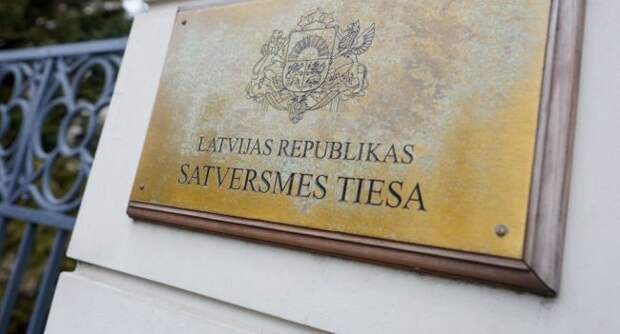 LATVIJAS REPUBLIKAS
SATVERSMES TIESA